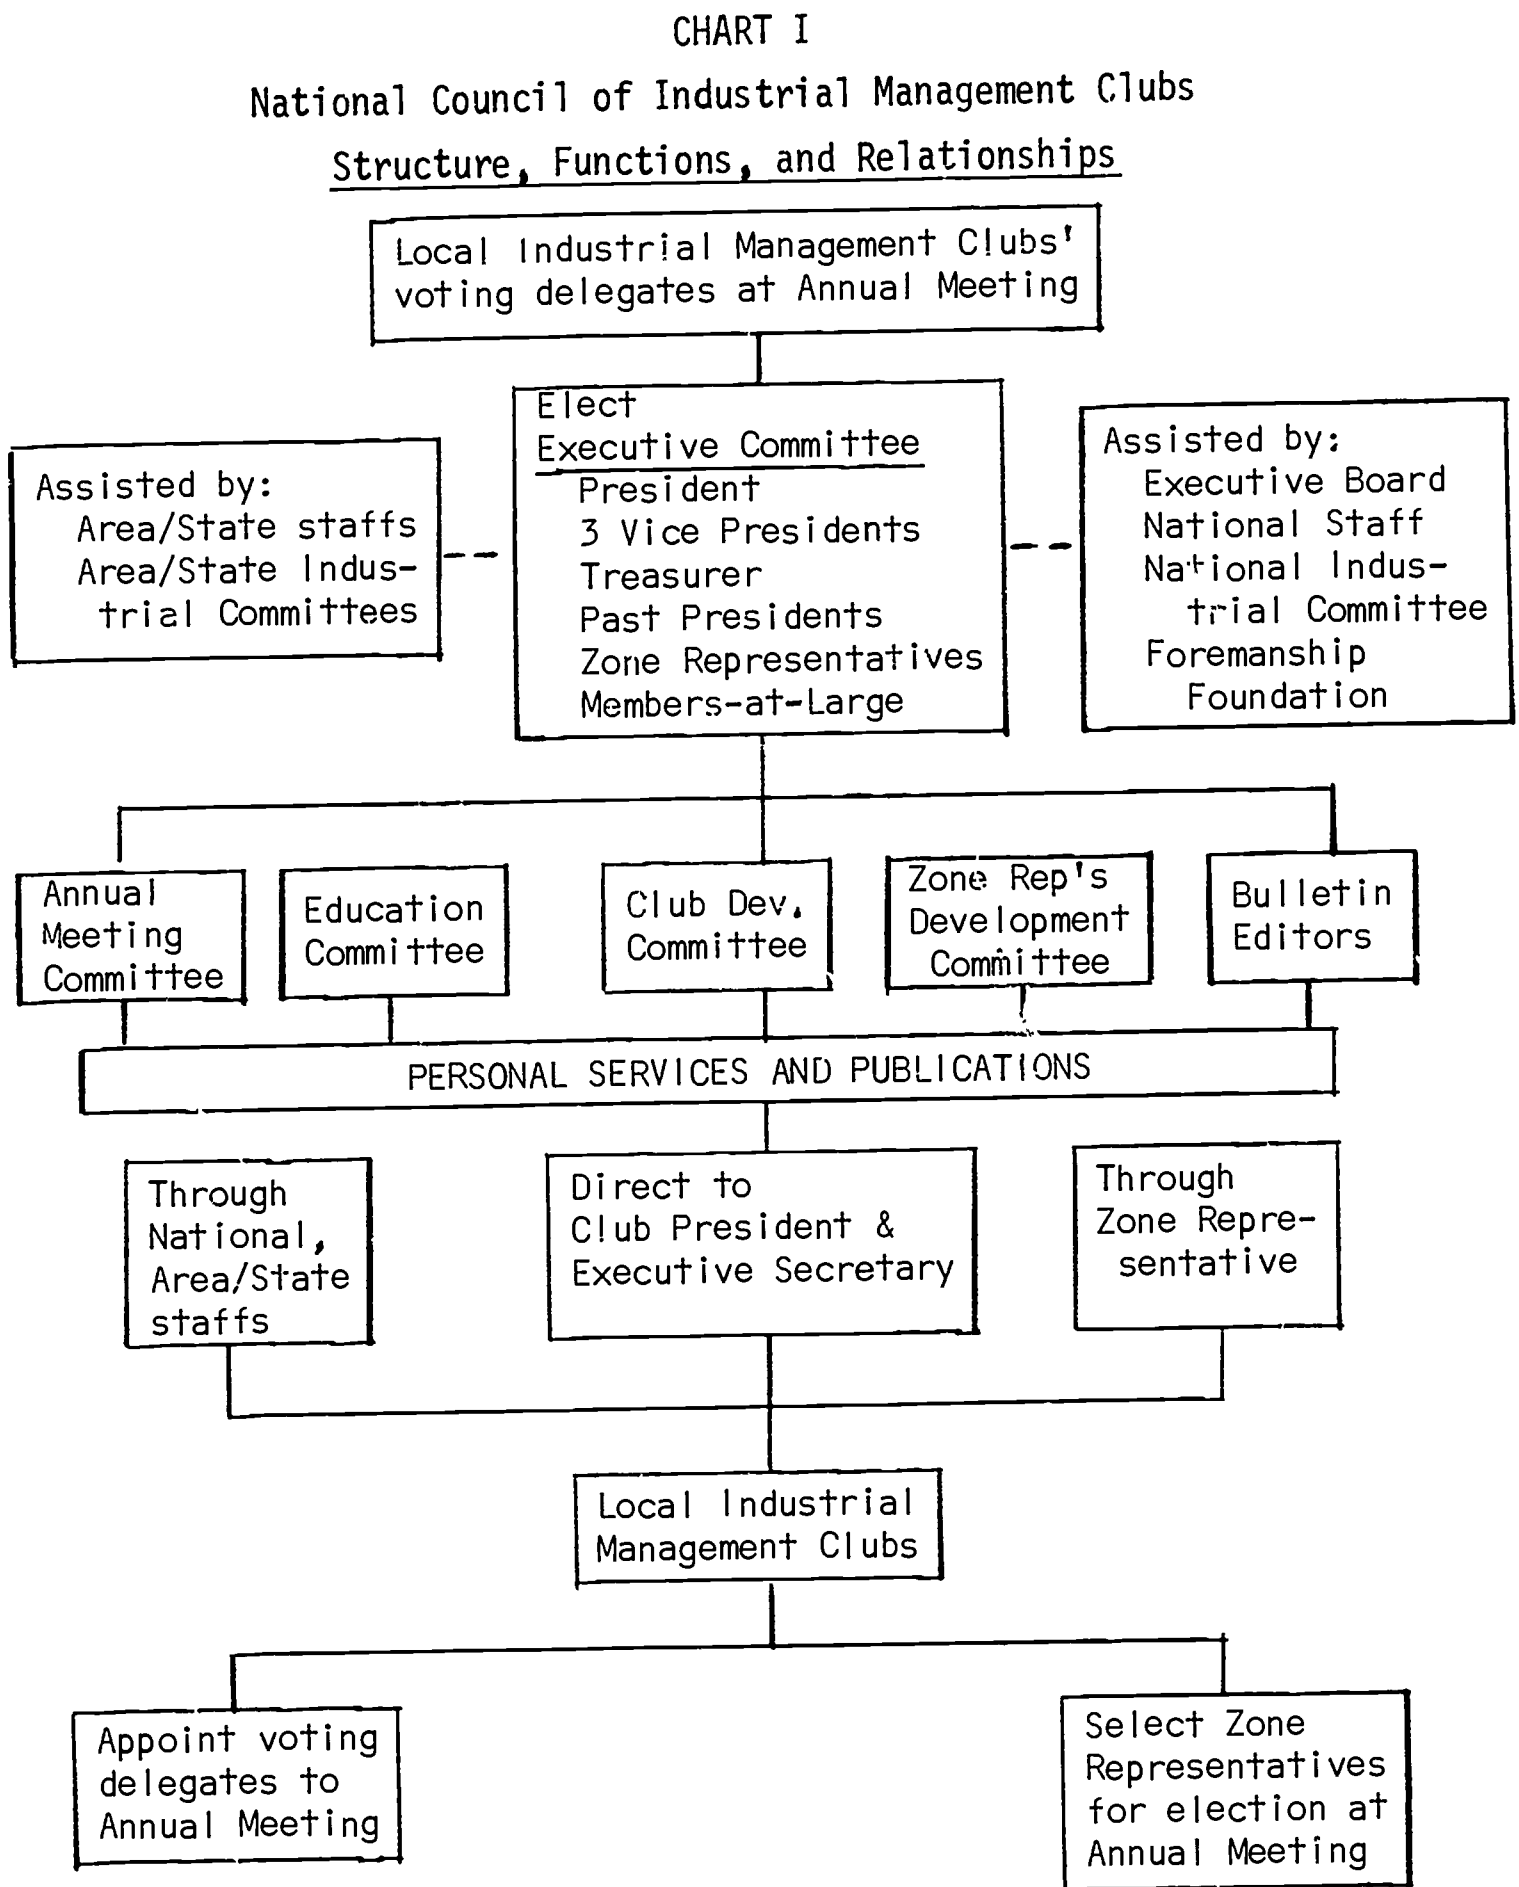 CHART I
National Council of Industrial Management Clubs
Structure, Functions, and Relationships
Local Industrial Management Clubs'
voting delegates at Annual Meeting
Elect
Executive Committee
President
3 Vice Presidents
Treasurer
Past Presidents
Zone Representatives
Members-at-Large
Assisted by:
Area/State staffs
Area/State Indus-
trial Committees
Assisted by:
Executive Board
National Staff
National Indus-
trial Committee
Foremanship
Foundation
Annual
Meeting
Committee
Education
Committee
Club Dev.
Committee
Zone Rep's
Development
Committee
Bulletin
Editors
PERSONAL SERVICES AND PUBLICATIONS
Through
National,
Area/State
staffs
Direct to
Club President &
Executive Secretary
Through
Zone Repre-
sentative
Local Industrial
Management Clubs
Appoint voting
delegates to
Annual Meeting
Select Zone
Representatives
for election at
Annual Meeting